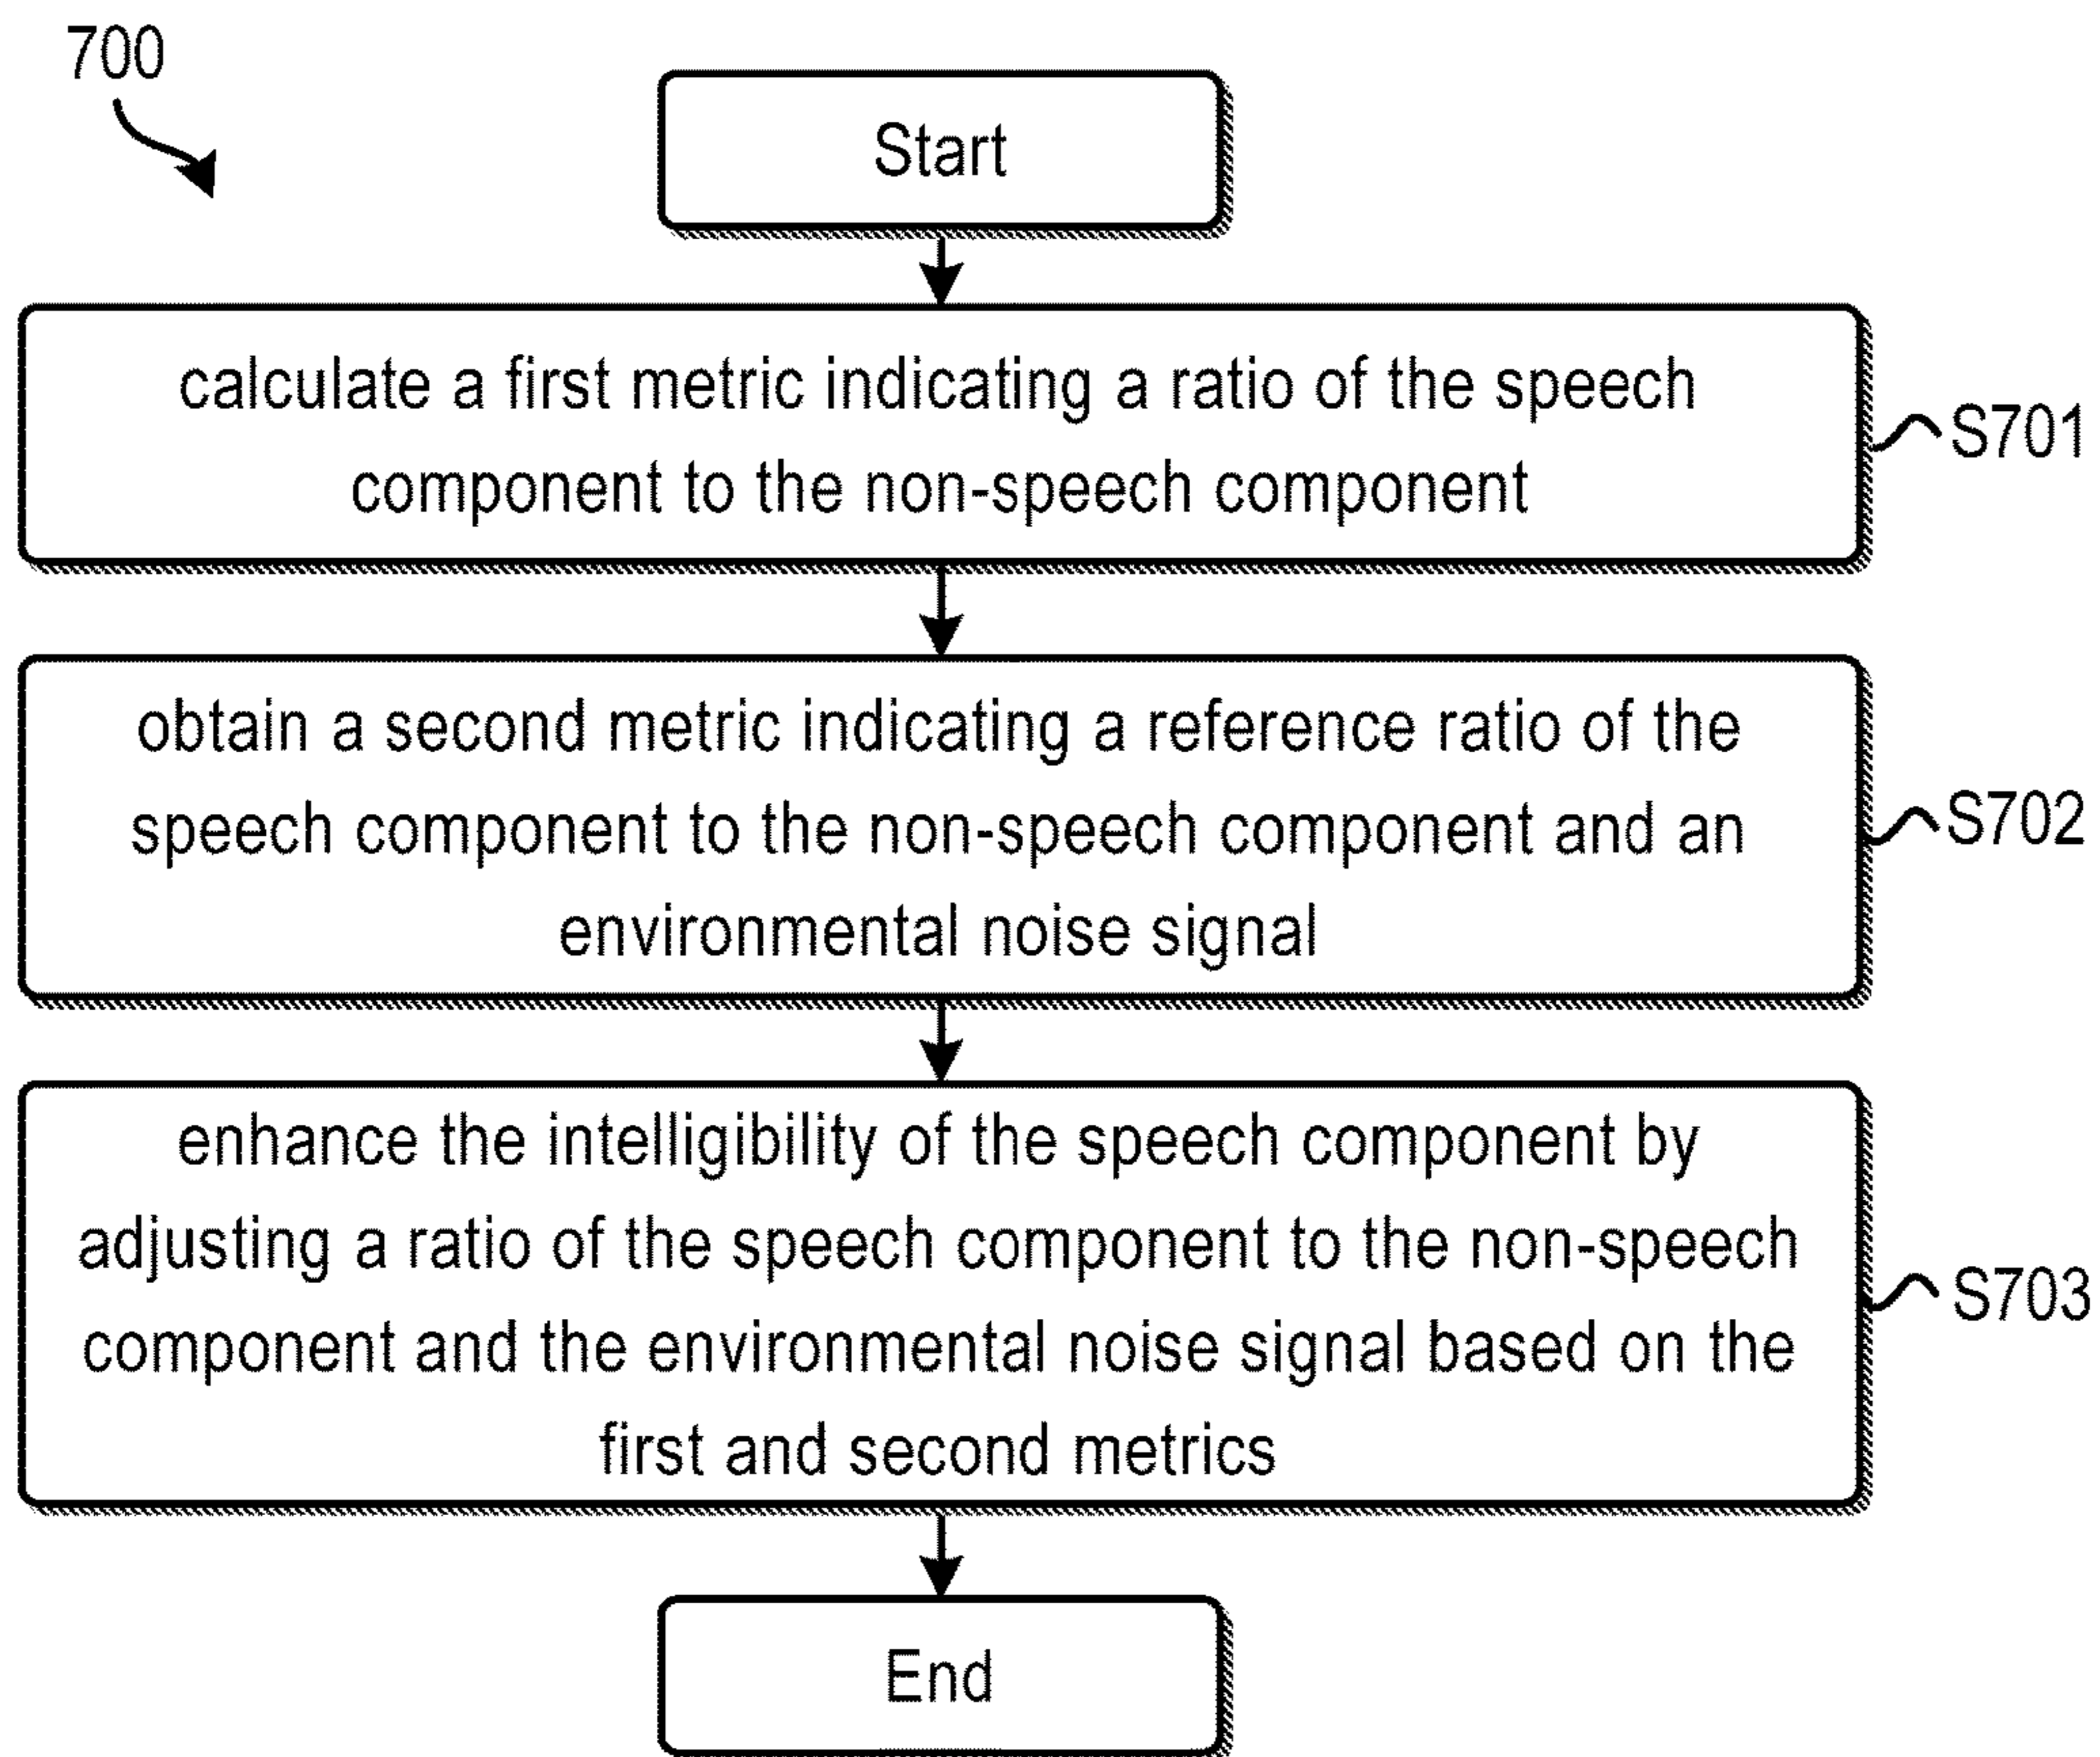 700
Start
calculate a first metric indicating a ratio of the speech
component to the non-speech component
S701
obtain a second metric indicating a reference ratio of the
speech component to the non-speech component and an
environmental noise signal
S702
enhance the intelligibility of the speech component by
adjusting a ratio of the speech component to the non-speech
component and the environmental noise signal based on the
first and second metrics
S703
End